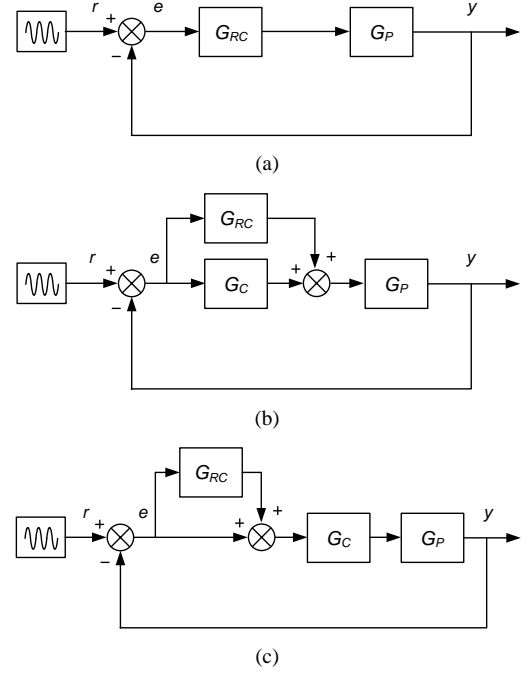 r + e G_RC G_P y
−
(a)
G_RC
+
r + e G_C + G_P y
−
(b)
G_RC
+
r + e + G_C G_P y
−
(c)